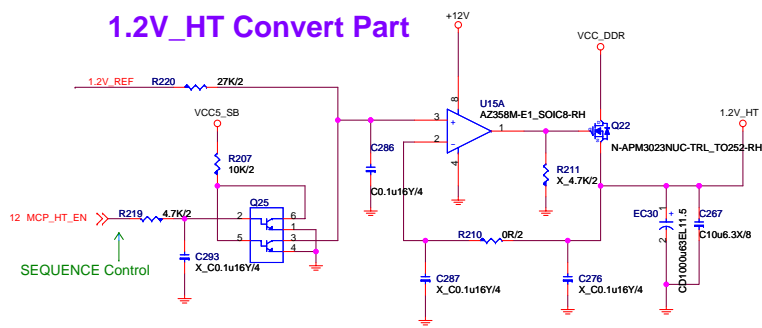 1.2V_HT Convert Part
+12V
VCC_DDR
1.2V_REF
R220
27K/2
VCC5_SB
U15A
AZ358M-E1_SOIC8-RH
1.2V_HT
8
3
+
1
2
-
4
Q22
N-APM3023NUC-TRL_TO252-RH
C286
C0.1u16Y/4
R207
10K/2
R211
X_4.7K/2
12 MCP_HT_EN
R219
4.7K/2
Q25
2
6
1
5
3
4
R210
0R/2
EC30
1
+
2
CD1000u63EL11.5
C267
C10u6.3X/8
SEQUENCE Control
C293
X_C0.1u16Y/4
C287
X_C0.1u16Y/4
C276
X_C0.1u16Y/4